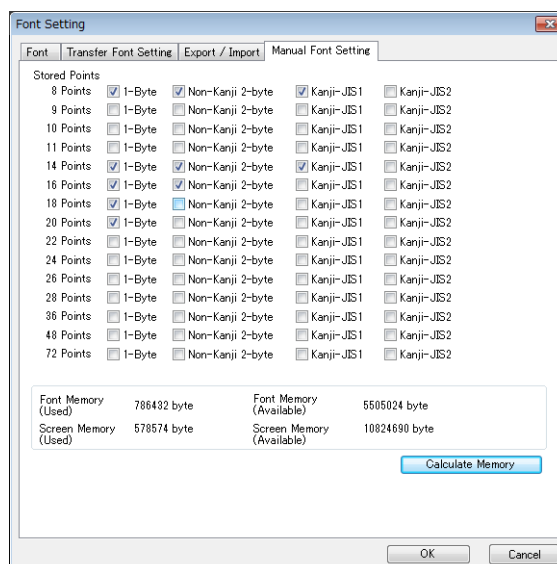 Font Setting
Font Transfer Font Setting Export / Import Manual Font Setting
Stored Points
8 Points 1-Byte Non-Kanji 2-byte Kanji-JIS1 Kanji-JIS2
9 Points 1-Byte Non-Kanji 2-byte Kanji-JIS1 Kanji-JIS2
10 Points 1-Byte Non-Kanji 2-byte Kanji-JIS1 Kanji-JIS2
11 Points 1-Byte Non-Kanji 2-byte Kanji-JIS1 Kanji-JIS2
14 Points 1-Byte Non-Kanji 2-byte Kanji-JIS1 Kanji-JIS2
16 Points 1-Byte Non-Kanji 2-byte Kanji-JIS1 Kanji-JIS2
18 Points 1-Byte Non-Kanji 2-byte Kanji-JIS1 Kanji-JIS2
20 Points 1-Byte Non-Kanji 2-byte Kanji-JIS1 Kanji-JIS2
22 Points 1-Byte Non-Kanji 2-byte Kanji-JIS1 Kanji-JIS2
24 Points 1-Byte Non-Kanji 2-byte Kanji-JIS1 Kanji-JIS2
26 Points 1-Byte Non-Kanji 2-byte Kanji-JIS1 Kanji-JIS2
28 Points 1-Byte Non-Kanji 2-byte Kanji-JIS1 Kanji-JIS2
36 Points 1-Byte Non-Kanji 2-byte Kanji-JIS1 Kanji-JIS2
48 Points 1-Byte Non-Kanji 2-byte Kanji-JIS1 Kanji-JIS2
72 Points 1-Byte Non-Kanji 2-byte Kanji-JIS1 Kanji-JIS2
Font Memory (Used) 786432 byte Font Memory (Available) 5505024 byte
Screen Memory (Used) 578574 byte Screen Memory (Available) 10824690 byte
Calculate Memory
OK Cancel